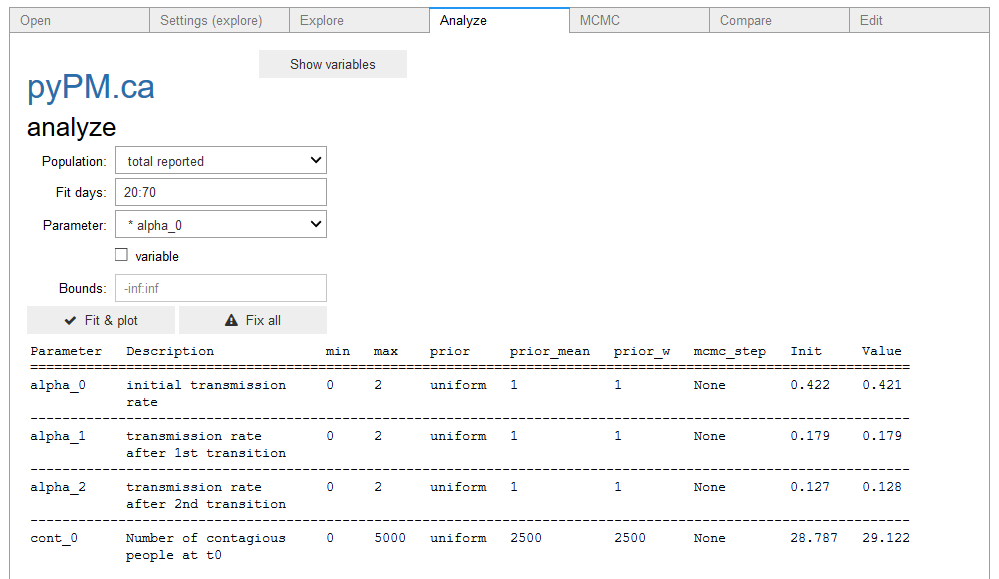 Open Settings (explore) Explore Analyze MCMC Compare Edit
Show variables
pyPM.ca
analyze
Population: total reported
Fit days: 20:70
Parameter: * alpha_0
variable
Bounds: -inf:inf
Fit & plot Fix all
Parameter Description min max prior prior_mean prior_w mcmc_step Init Value
==============================================================================================================
alpha_0 initial transmission 0 2 uniform 1 1 None 0.422 0.421
rate
--------------------------------------------------------------------------------------------------------------
alpha_1 transmission rate 0 2 uniform 1 1 None 0.179 0.179
after 1st transition
--------------------------------------------------------------------------------------------------------------
alpha_2 transmission rate 0 2 uniform 1 1 None 0.127 0.128
after 2nd transition
--------------------------------------------------------------------------------------------------------------
cont_0 Number of contagious 0 5000 uniform 2500 2500 None 28.787 29.122
people at t0